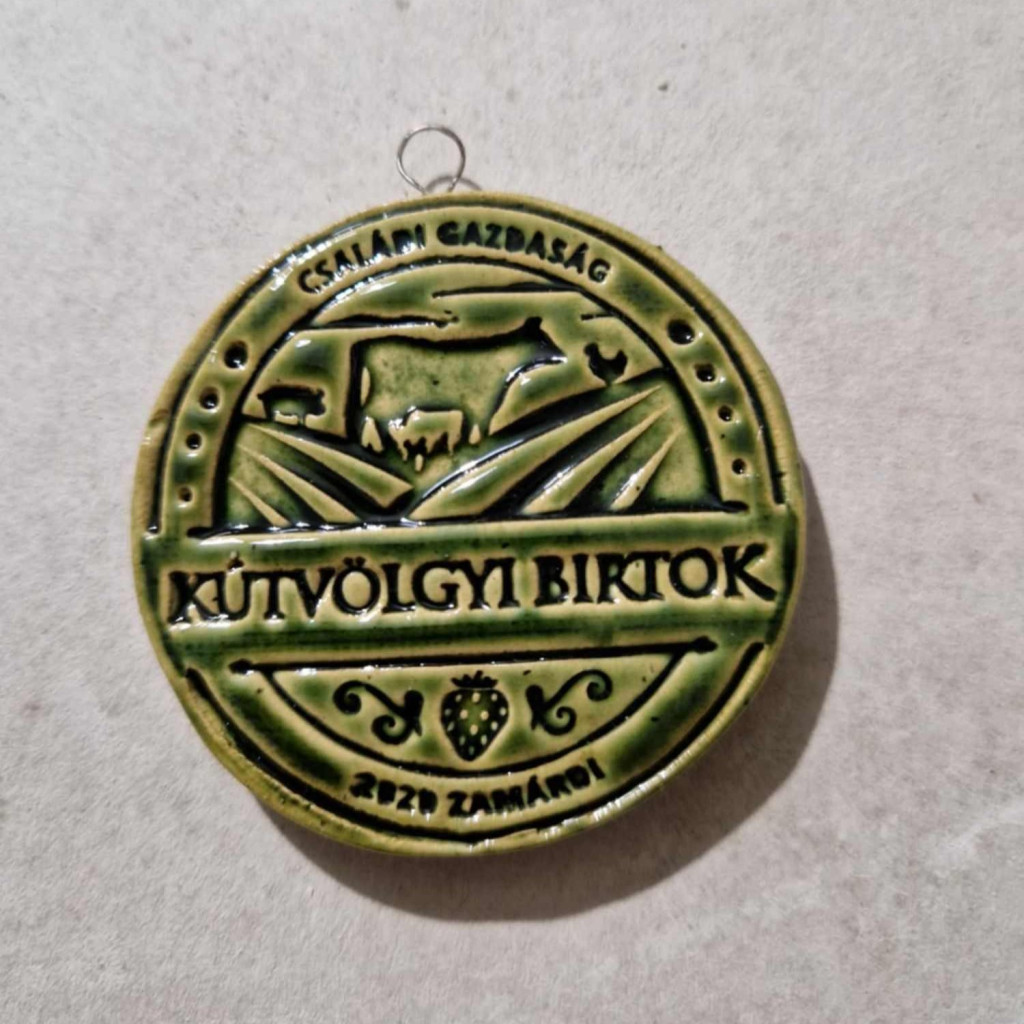 CSALÁDI GAZDASÁG
KÚTVÖLGYI BIRTOK
2020 ZAMÁRDI